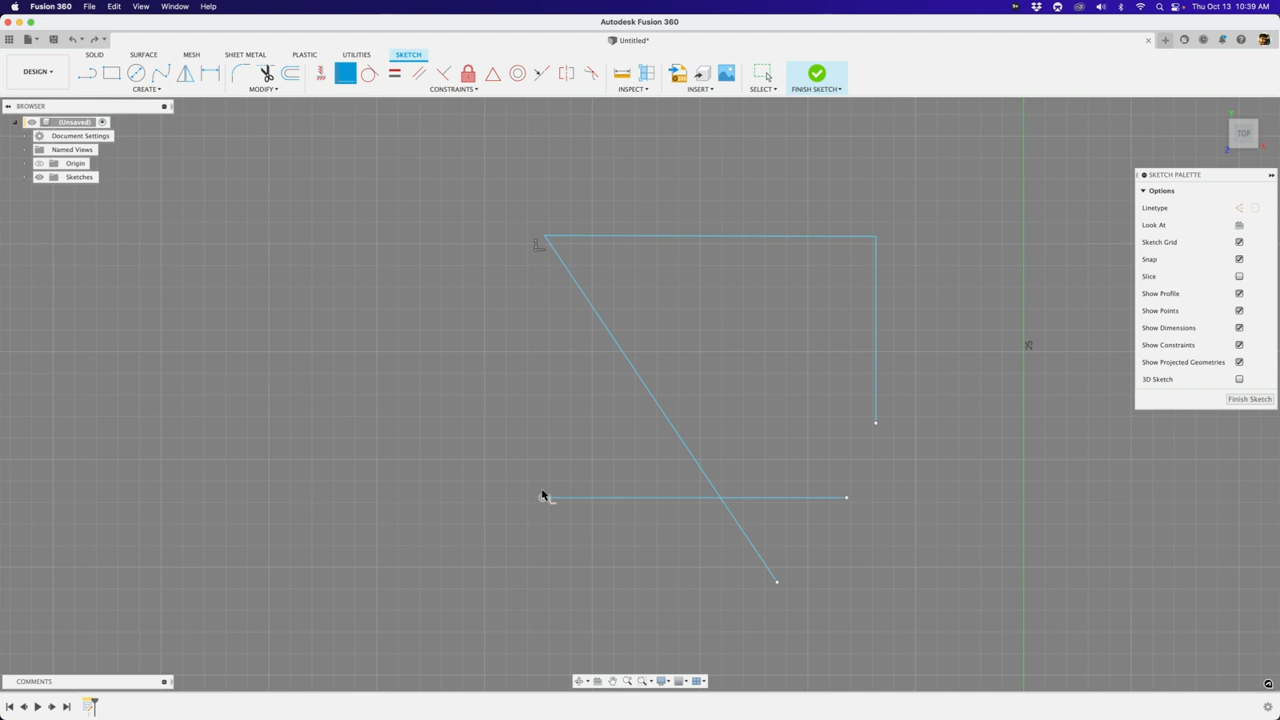 Fusion 360 File Edit View Window Help Thu Oct 13 10:39 AM
Autodesk Fusion 360
Untitled*
SOLID SURFACE MESH SHEET METAL PLASTIC UTILITIES SKETCH
DESIGN
CREATE MODIFY CONSTRAINTS INSPECT INSERT SELECT FINISH SKETCH
BROWSER
(Unsaved)
Document Settings
Named Views
Origin
Sketches
Y
TOP
X
Z
SKETCH PALETTE
Options
Linetype
Look At
Sketch Grid
Snap
Slice
Show Profile
Show Points
Show Dimensions
Show Constraints
Show Projected Geometries
3D Sketch
Finish Sketch
25
COMMENTS